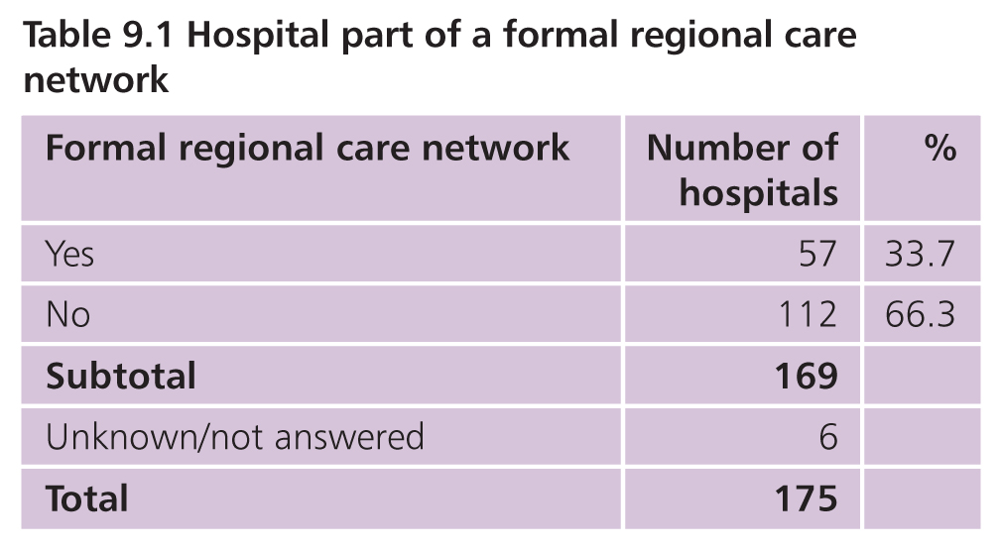 Table 9.1 Hospital part of a formal regional care
network
Formal regional care network Number of hospitals %
Yes 57 33.7
No 112 66.3
Subtotal 169
Unknown/not answered 6
Total 175